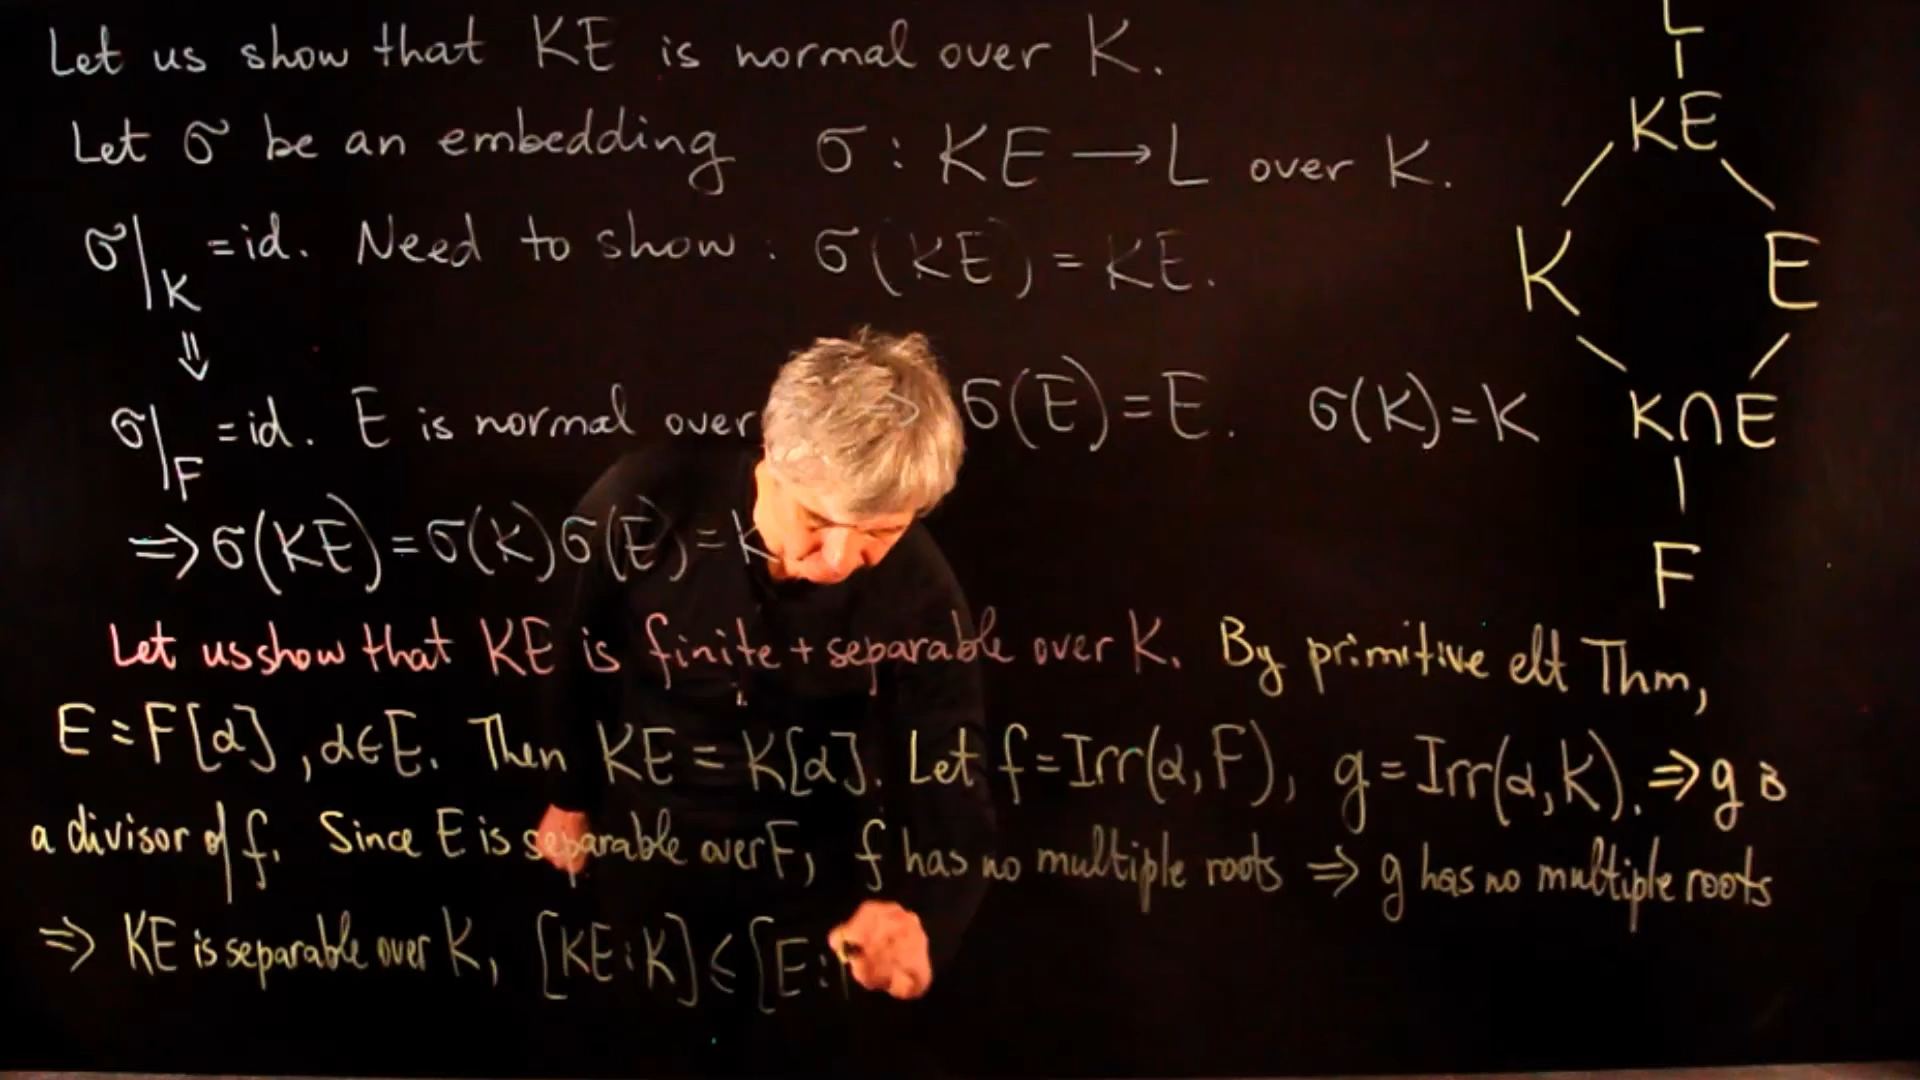 Let us show that KE is normal over K.
Let σ be an embedding σ : KE → L over K.
σ|K = id. Need to show : σ(KE) = KE.
⇓
σ|F = id. E is normal over ⇒ σ(E) = E. σ(K) = K
⇒ σ(KE) = σ(K)σ(E) = K
Let us show that KE is finite + separable over K. By primitive elt Thm,
E = F[α], α∈E. Then KE = K[α]. Let f = Irr(α, F), g = Irr(α, K). ⇒ g is
a divisor of f. Since E is separable over F, f has no multiple roots ⇒ g has no multiple roots
⇒ KE is separable over K, [KE : K] ≤ [E :
L
KE
K E
K∩E
F